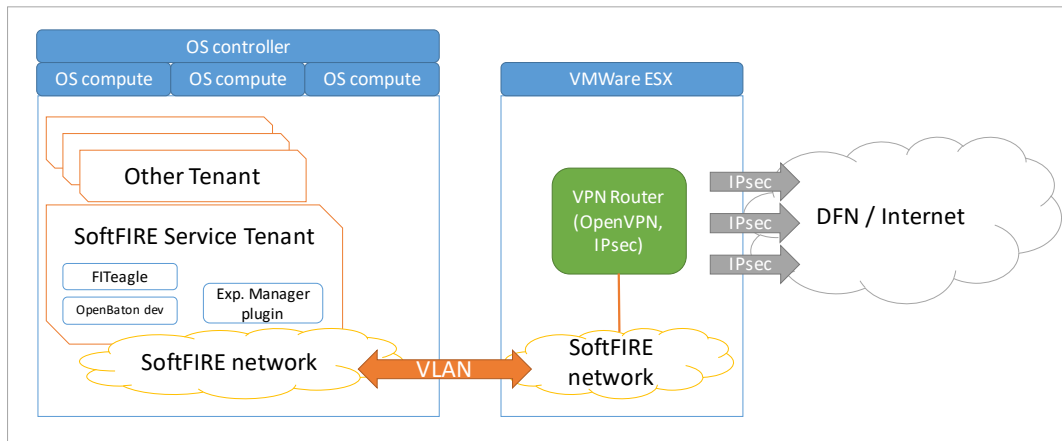 OS controller
OS compute OS compute OS compute
Other Tenant
SoftFIRE Service Tenant
FITeagle
OpenBaton dev
Exp. Manager
plugin
SoftFIRE network
VLAN
VMWare ESX
VPN Router
(OpenVPN,
IPsec)
SoftFIRE
network
IPsec
IPsec
IPsec
DFN / Internet